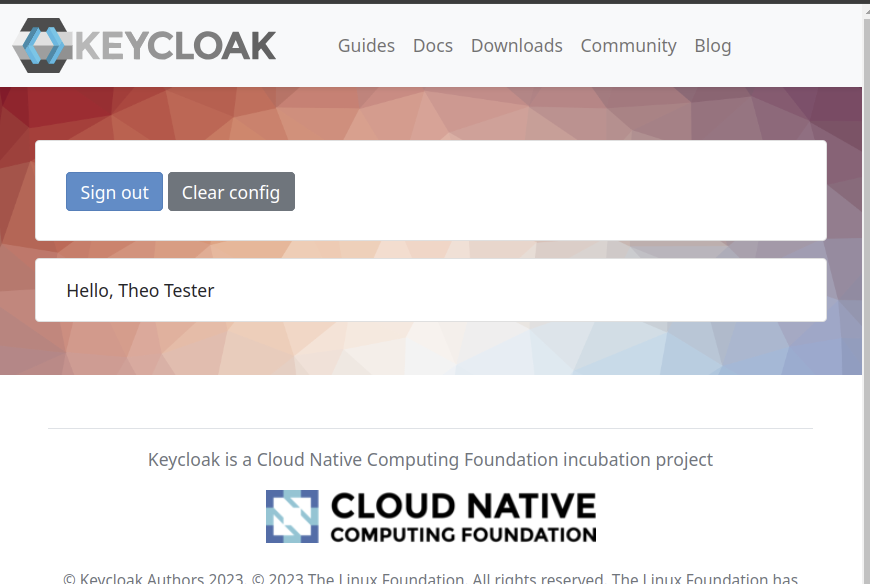 KEYCLOAK
Guides Docs Downloads Community Blog
Sign out Clear config
Hello, Theo Tester
Keycloak is a Cloud Native Computing Foundation incubation project
CLOUD NATIVE
COMPUTING FOUNDATION
© Keycloak Authors 2023. © 2023 The Linux Foundation. All rights reserved. The Linux Foundation has